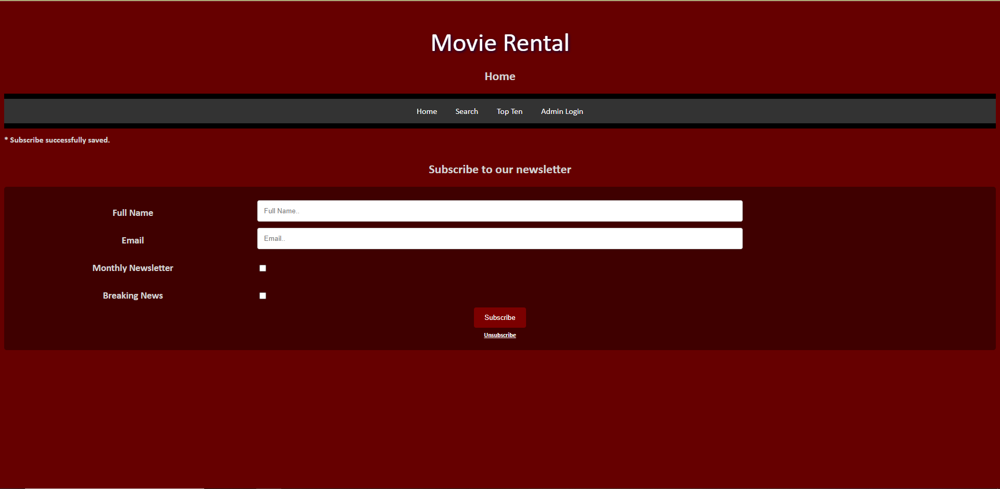 Movie Rental
Home
Home Search Top Ten Admin Login
* Subscribe successfully saved.
Subscribe to our newsletter
Full Name Full Name..
Email Email..
Monthly Newsletter
Breaking News
Subscribe
Unsubscribe